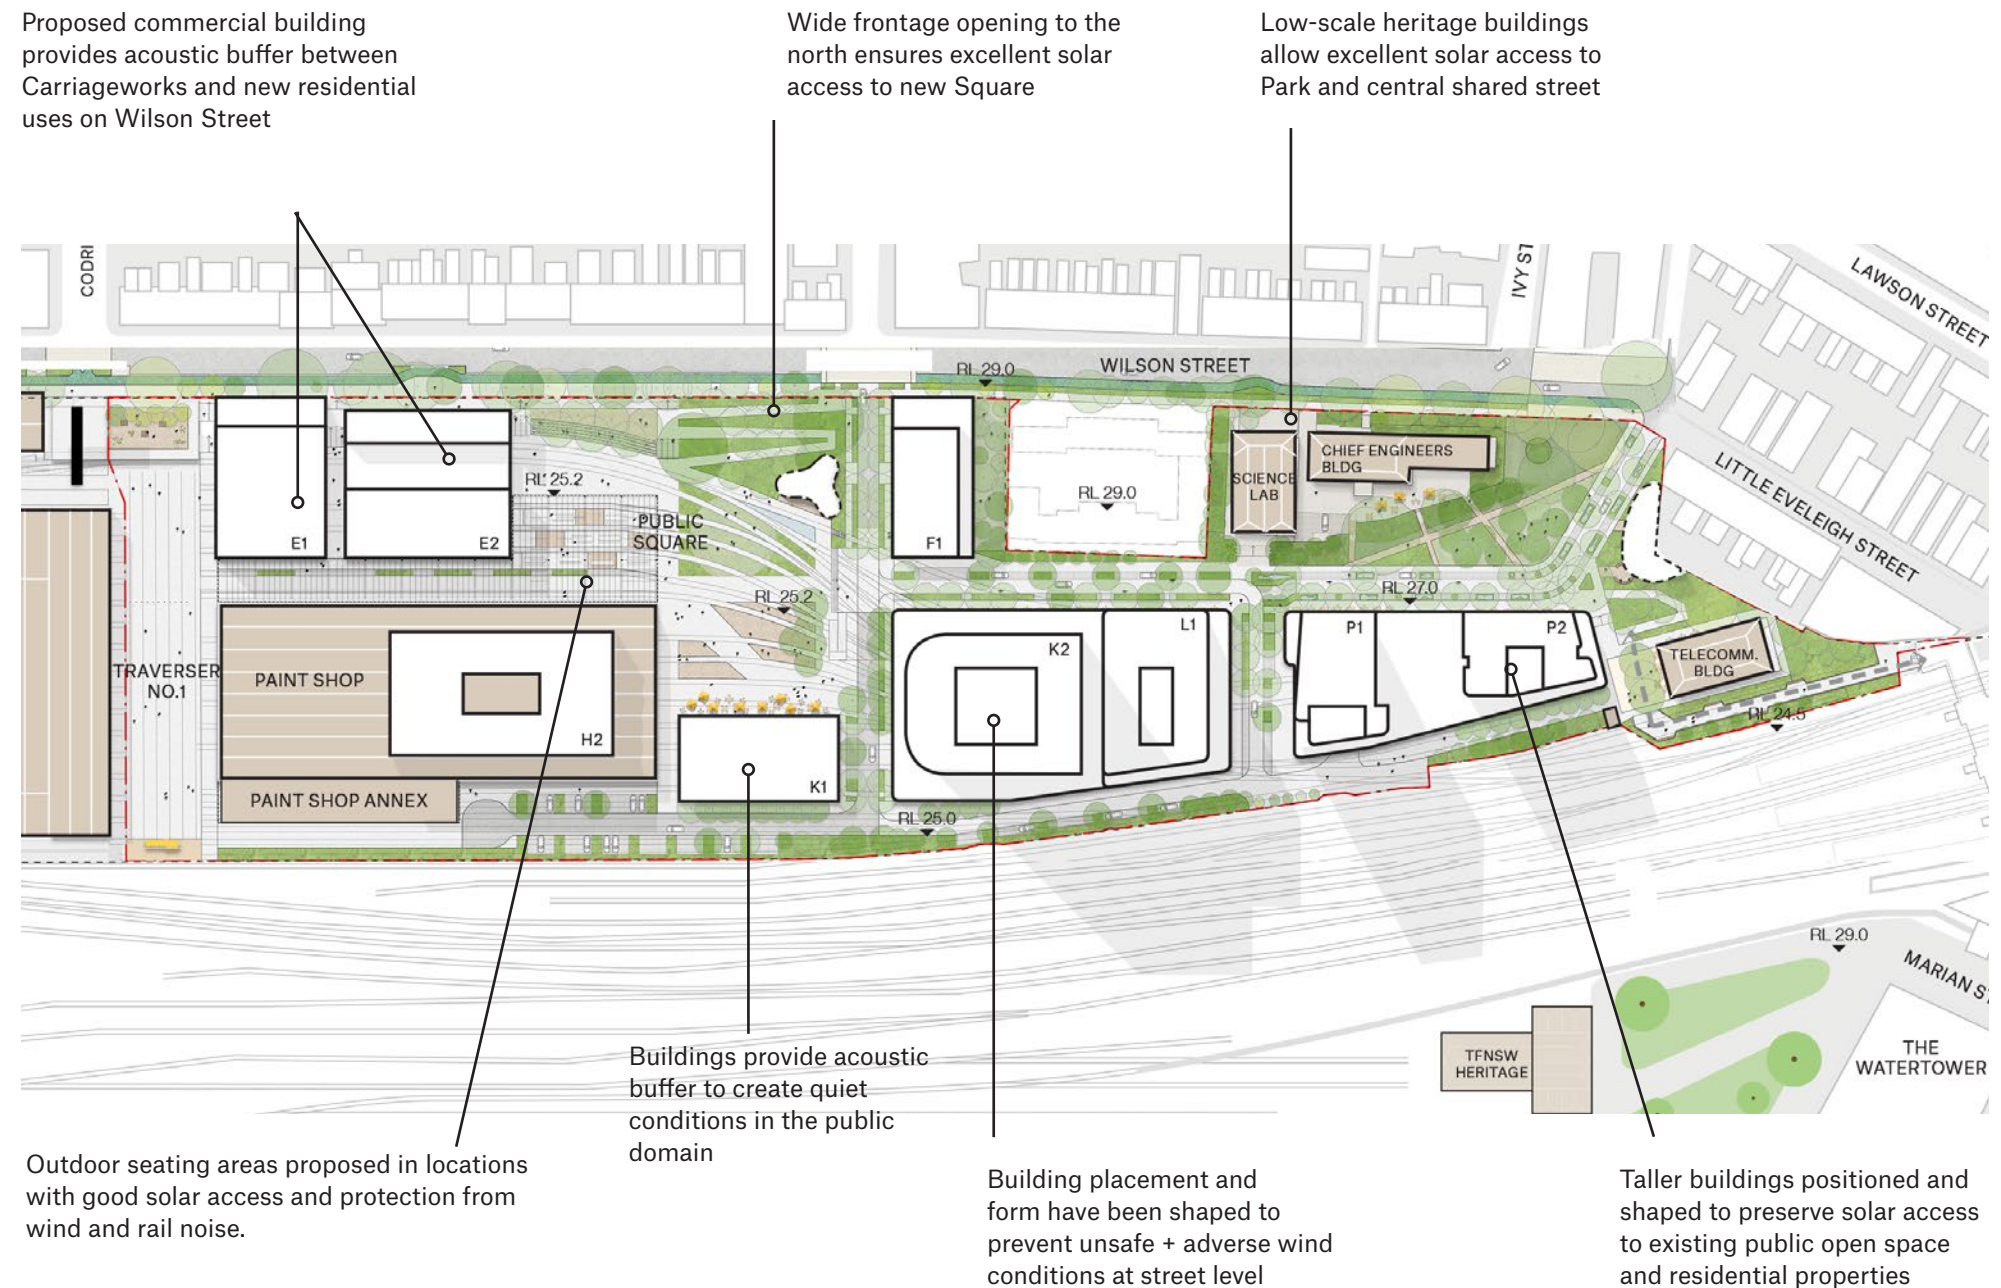 Proposed commercial building
provides acoustic buffer between
Carriageworks and new residential
uses on Wilson Street
Wide frontage opening to the
north ensures excellent solar
access to new Square
Low-scale heritage buildings
allow excellent solar access to
Park and central shared street
CODRI
IVY ST
LAWSON STREET
WILSON STREET
RL 29.0
LITTLE EVELEIGH STREET
CHIEF ENGINEERS
BLDG
SCIENCE
LAB
RL 29.0
RL 25.2
PUBLIC
SQUARE
E1
E2
F1
RL 25.2
RL 27.0
L1
K2
P1
P2
TRAVERSER
NO.1
PAINT SHOP
TELECOMM.
BLDG
RL 24.5
H2
K1
PAINT SHOP ANNEX
RL 25.0
RL 29.0
MARIAN S
TFNSW
HERITAGE
THE
WATERTOWER
Buildings provide acoustic
buffer to create quiet
conditions in the public
domain
Outdoor seating areas proposed in locations
with good solar access and protection from
wind and rail noise.
Building placement and
form have been shaped to
prevent unsafe + adverse wind
conditions at street level
Taller buildings positioned and
shaped to preserve solar access
to existing public open space
and residential properties